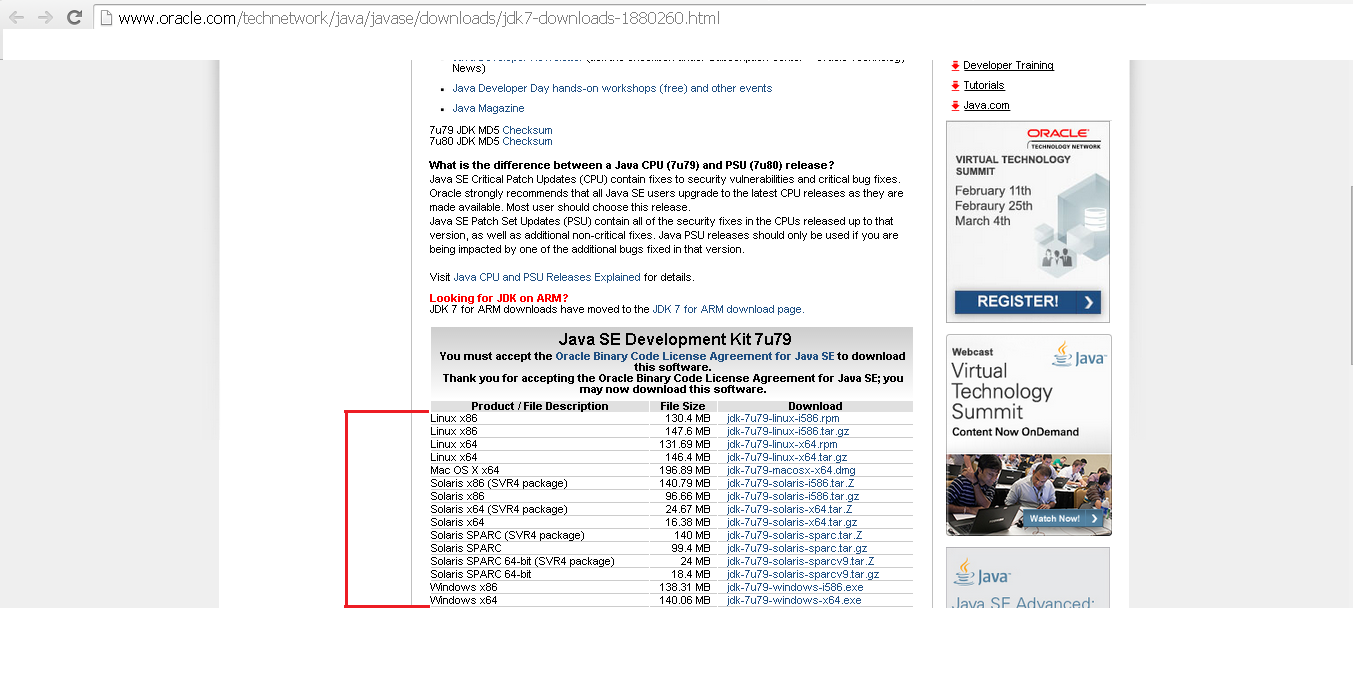 www.oracle.com/technetwork/java/javase/downloads/jdk7-downloads-1880260.html
News)
Java Developer Day hands-on workshops (free) and other events
Java Magazine
7u79 JDK MD5 Checksum
7u80 JDK MD5 Checksum
What is the difference between a Java CPU (7u79) and PSU (7u80) release?
Java SE Critical Patch Updates (CPU) contain fixes to security vulnerabilities and critical bug fixes.
Oracle strongly recommends that all Java SE users upgrade to the latest CPU releases as they are
made available. Most user should choose this release.
Java SE Patch Set Updates (PSU) contain all of the security fixes in the CPUs released up to that
version, as well as additional non-critical fixes. Java PSU releases should only be used if you are
being impacted by one of the additional bugs fixed in that version.
Visit Java CPU and PSU Releases Explained for details.
Looking for JDK on ARM?
JDK 7 for ARM downloads have moved to the JDK 7 for ARM download page.
Java SE Development Kit 7u79
You must accept the Oracle Binary Code License Agreement for Java SE to download
this software.
Thank you for accepting the Oracle Binary Code License Agreement for Java SE; you
may now download this software.
Product / File Description File Size Download
Linux x86 130.4 MB jdk-7u79-linux-i586.rpm
Linux x86 147.6 MB jdk-7u79-linux-i586.tar.gz
Linux x64 131.69 MB jdk-7u79-linux-x64.rpm
Linux x64 146.4 MB jdk-7u79-linux-x64.tar.gz
Mac OS X x64 196.89 MB jdk-7u79-macosx-x64.dmg
Solaris x86 (SVR4 package) 140.79 MB jdk-7u79-solaris-i586.tar.Z
Solaris x86 96.66 MB jdk-7u79-solaris-i586.tar.gz
Solaris x64 (SVR4 package) 24.67 MB jdk-7u79-solaris-x64.tar.Z
Solaris x64 16.38 MB jdk-7u79-solaris-x64.tar.gz
Solaris SPARC (SVR4 package) 140 MB jdk-7u79-solaris-sparc.tar.Z
Solaris SPARC 99.4 MB jdk-7u79-solaris-sparc.tar.gz
Solaris SPARC 64-bit (SVR4 package) 24 MB jdk-7u79-solaris-sparcv9.tar.Z
Solaris SPARC 64-bit 18.4 MB jdk-7u79-solaris-sparcv9.tar.gz
Windows x86 138.31 MB jdk-7u79-windows-i586.exe
Windows x64 140.06 MB jdk-7u79-windows-x64.exe
Developer Training
Tutorials
Java.com
ORACLE
TECHNOLOGY NETWORK
VIRTUAL TECHNOLOGY
SUMMIT
February 11th
Febraury 25th
March 4th
REGISTER!
Webcast
Java
Virtual
Technology
Summit
Content Now OnDemand
Watch Now!
Java
Java SE Advanced: